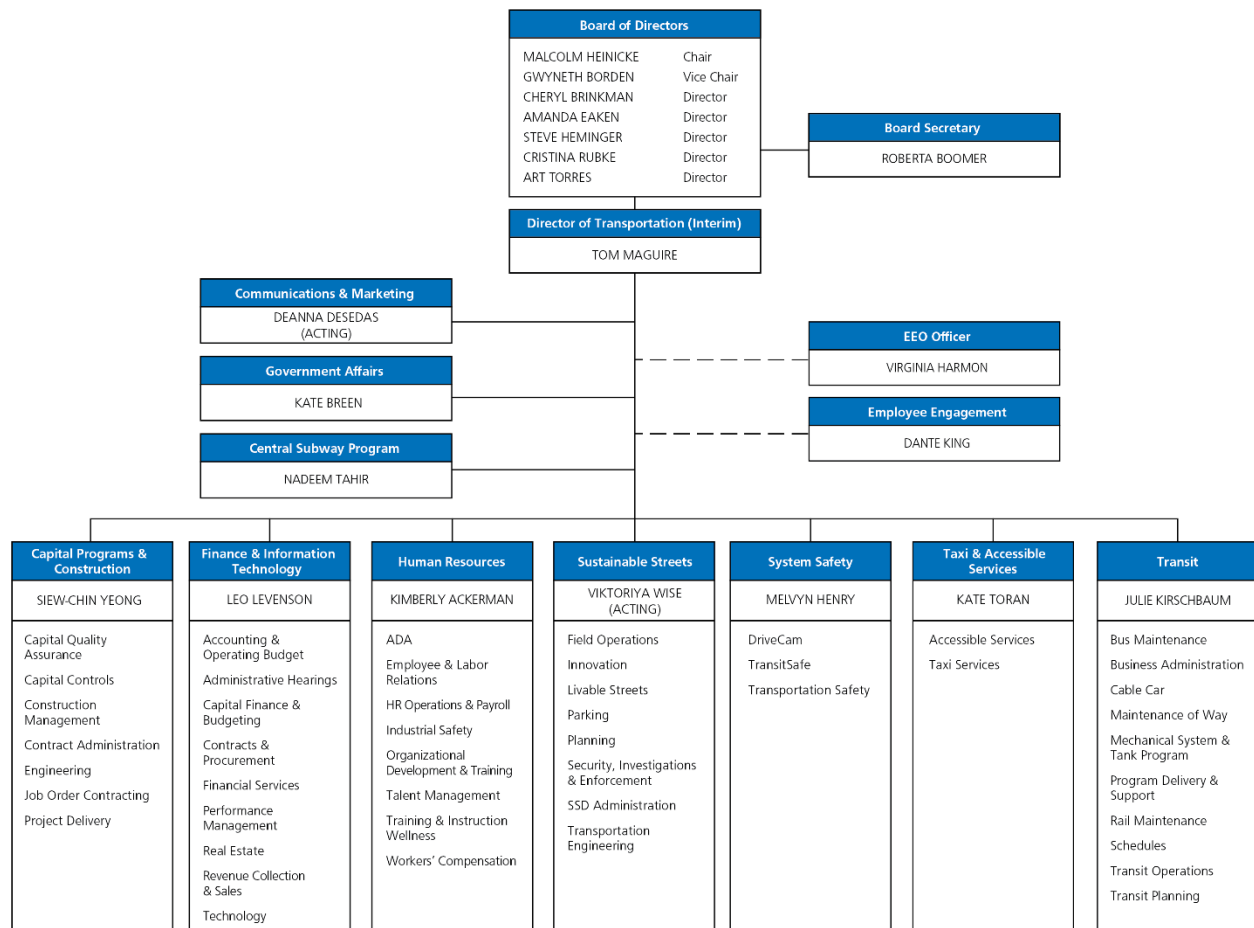 Board of Directors
MALCOLM HEINICKE Chair
GWYNETH BORDEN Vice Chair
CHERYL BRINKMAN Director
AMANDA EAKEN Director
STEVE HEMINGER Director
CRISTINA RUBKE Director
ART TORRES Director
Board Secretary
ROBERTA BOOMER
Director of Transportation (Interim)
TOM MAGUIRE
Communications & Marketing
DEANNA DESEDAS
(ACTING)
EEO Officer
VIRGINIA HARMON
Government Affairs
KATE BREEN
Employee Engagement
DANTE KING
Central Subway Program
NADEEM TAHIR
Capital Programs &
Construction
SIEW-CHIN YEONG
Capital Quality
Assurance
Capital Controls
Construction
Management
Contract Administration
Engineering
Job Order Contracting
Project Delivery
Finance & Information
Technology
LEO LEVENSON
Accounting &
Operating Budget
Administrative Hearings
Capital Finance &
Budgeting
Contracts &
Procurement
Financial Services
Performance
Management
Real Estate
Revenue Collection
& Sales
Technology
Human Resources
KIMBERLY ACKERMAN
ADA
Employee & Labor
Relations
HR Operations & Payroll
Industrial Safety
Organizational
Development & Training
Talent Management
Training & Instruction
Wellness
Workers' Compensation
Sustainable Streets
VIKTORIYA WISE
(ACTING)
Field Operations
Innovation
Livable Streets
Parking
Planning
Security, Investigations
& Enforcement
SSD Administration
Transportation
Engineering
System Safety
MELVYN HENRY
DriveCam
TransitSafe
Transportation Safety
Taxi & Accessible
Services
KATE TORAN
Accessible Services
Taxi Services
Transit
JULIE KIRSCHBAUM
Bus Maintenance
Business Administration
Cable Car
Maintenance of Way
Mechanical System &
Tank Program
Program Delivery &
Support
Rail Maintenance
Schedules
Transit Operations
Transit Planning